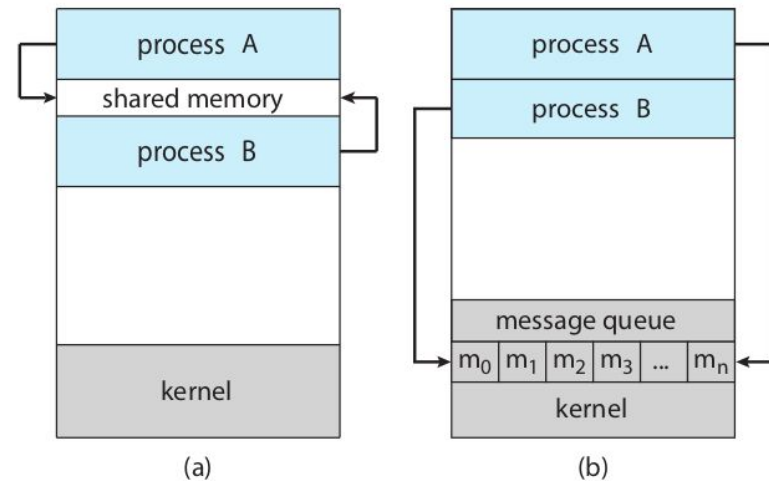 process A
shared memory
process B
kernel
(a)
process A
process B
message queue
m₀ m₁ m₂ m₃ ... mₙ
kernel
(b)